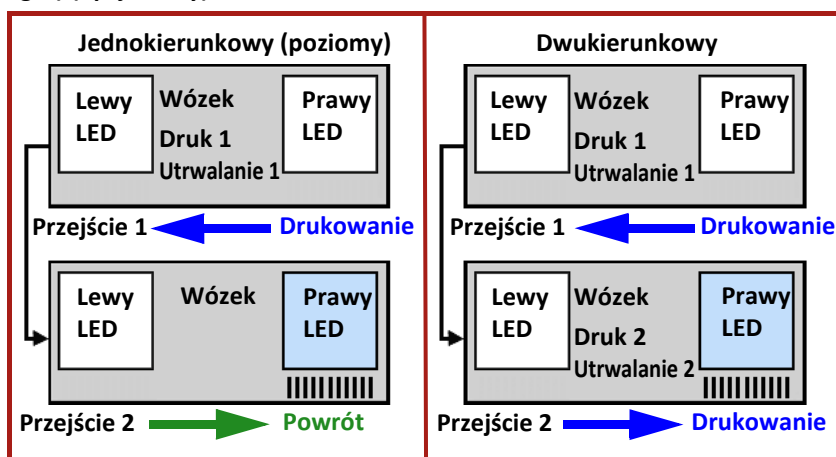 Jednokierunkowy (poziomy)
Lewy
LED
Wózek
Druk 1
Utrwalanie 1
Prawy
LED
Przejście 1
Drukowanie
Lewy
LED
Wózek
Prawy
LED
Przejście 2
Powrót
Dwukierunkowy
Lewy
LED
Wózek
Druk 1
Utrwalanie 1
Prawy
LED
Przejście 1
Drukowanie
Lewy
LED
Wózek
Druk 2
Utrwalanie 2
Prawy
LED
Przejście 2
Drukowanie